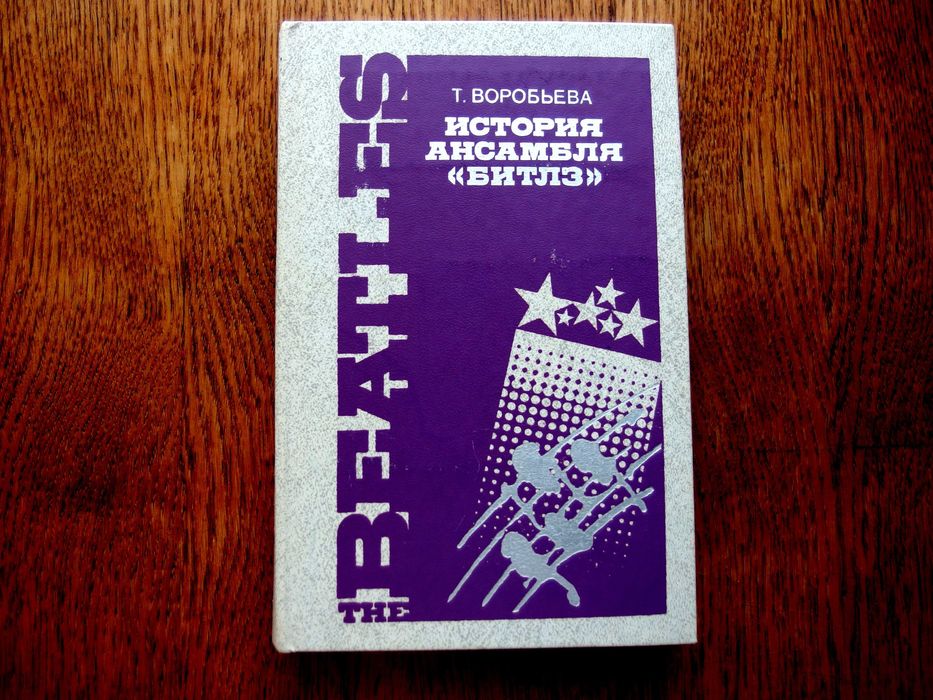 THE BEATLES
Т. ВОРОБЬЕВА
ИСТОРИЯ
АНСАМБЛЯ
«БИТЛЗ»